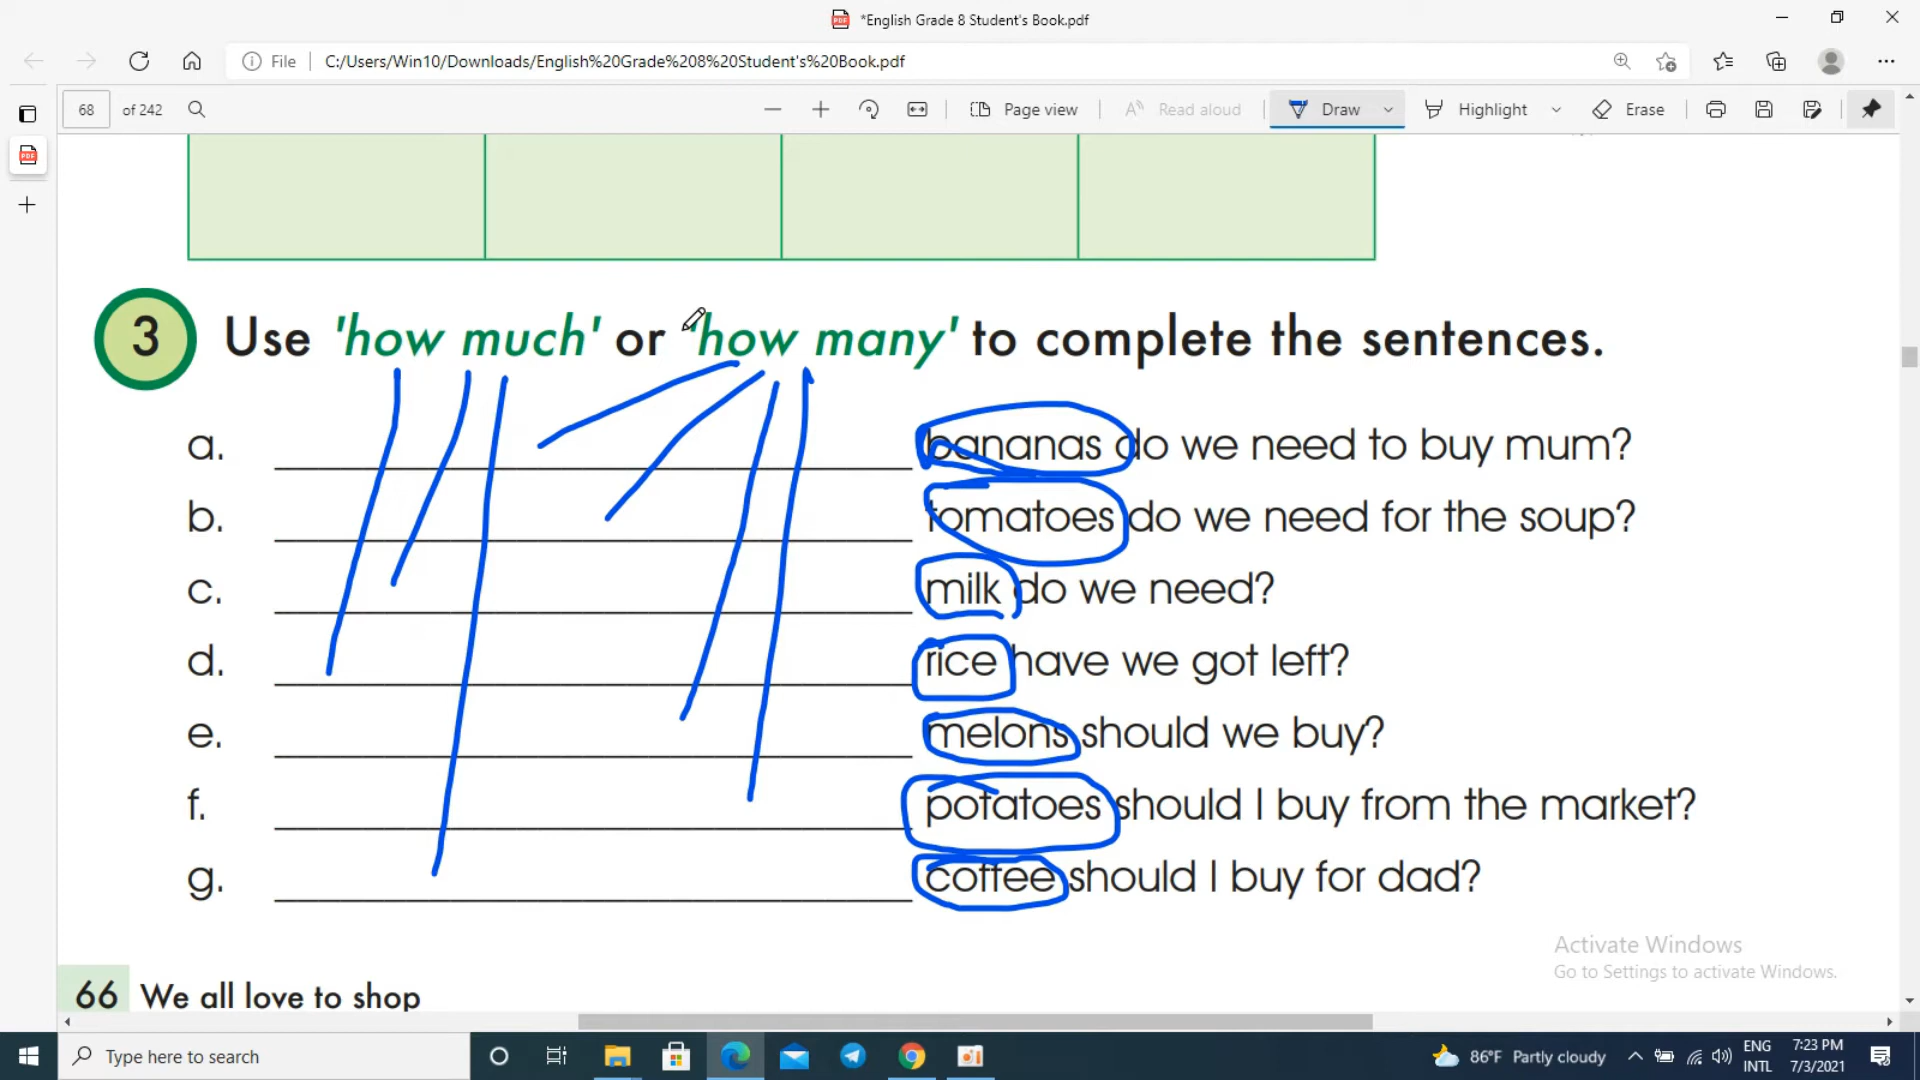 *English Grade 8 Student's Book.pdf
File C:/Users/Win10/Downloads/English%20Grade%208%20Student's%20Book.pdf
68 of 242 Page view Read aloud Draw Highlight Erase
3 Use 'how much' or 'how many' to complete the sentences.
a. bananas do we need to buy mum?
b. tomatoes do we need for the soup?
c. milk do we need?
d. rice have we got left?
e. melons should we buy?
f. potatoes should I buy from the market?
g. coffee should I buy for dad?
Activate Windows
Go to Settings to activate Windows.
66 We all love to shop
Type here to search 86°F Partly cloudy ENG 7:23 PM
INTL 7/3/2021